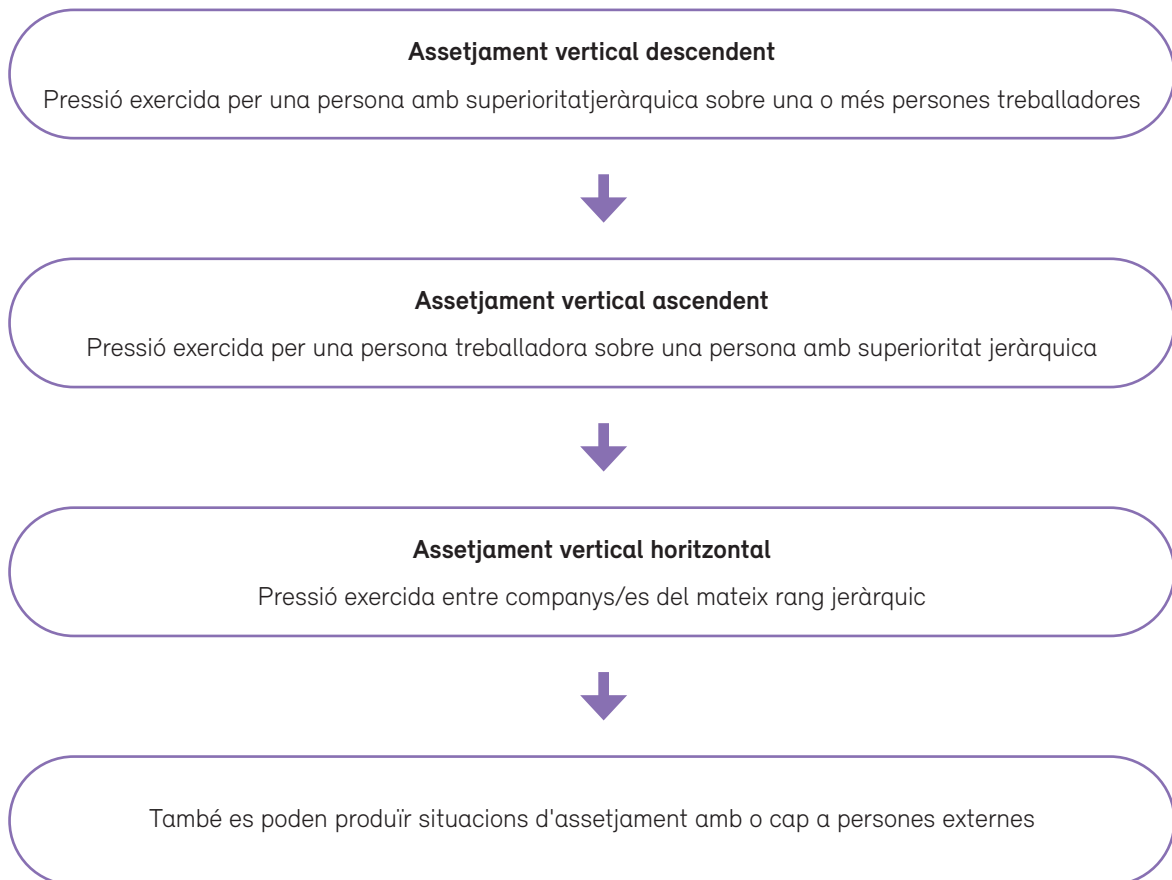 Assetjament vertical descendent
Pressió exercida per una persona amb superioritatjeràrquica sobre una o més persones treballadores
Assetjament vertical ascendent
Pressió exercida per una persona treballadora sobre una persona amb superioritat jeràrquica
Assetjament vertical horitzontal
Pressió exercida entre companys/es del mateix rang jeràrquic
També es poden produïr situacions d'assetjament amb o cap a persones externes